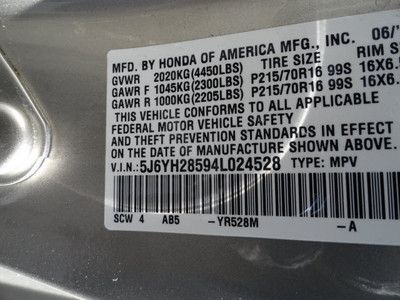 MFD. BY HONDA OF AMERICA MFG., INC. 06/
GVWR 2020KG(4450LBS) TIRE SIZE RIM S
GAWR F 1045KG(2300LBS) P215/70R16 99S 16X6.
GAWR R 1000KG(2205LBS) P215/70R16 99S 16X6.
THIS VEHICLE CONFORMS TO ALL APPLICABLE
FEDERAL MOTOR VEHICLE SAFETY
AND THEFT PREVENTION STANDARDS IN EFFECT
ON THE DATE OF MANUFACTURE SHOWN ABOVE.
V.I.N.: 5J6YH28594L024528 TYPE: MPV
SCW 4 AB5 -YR528M -A